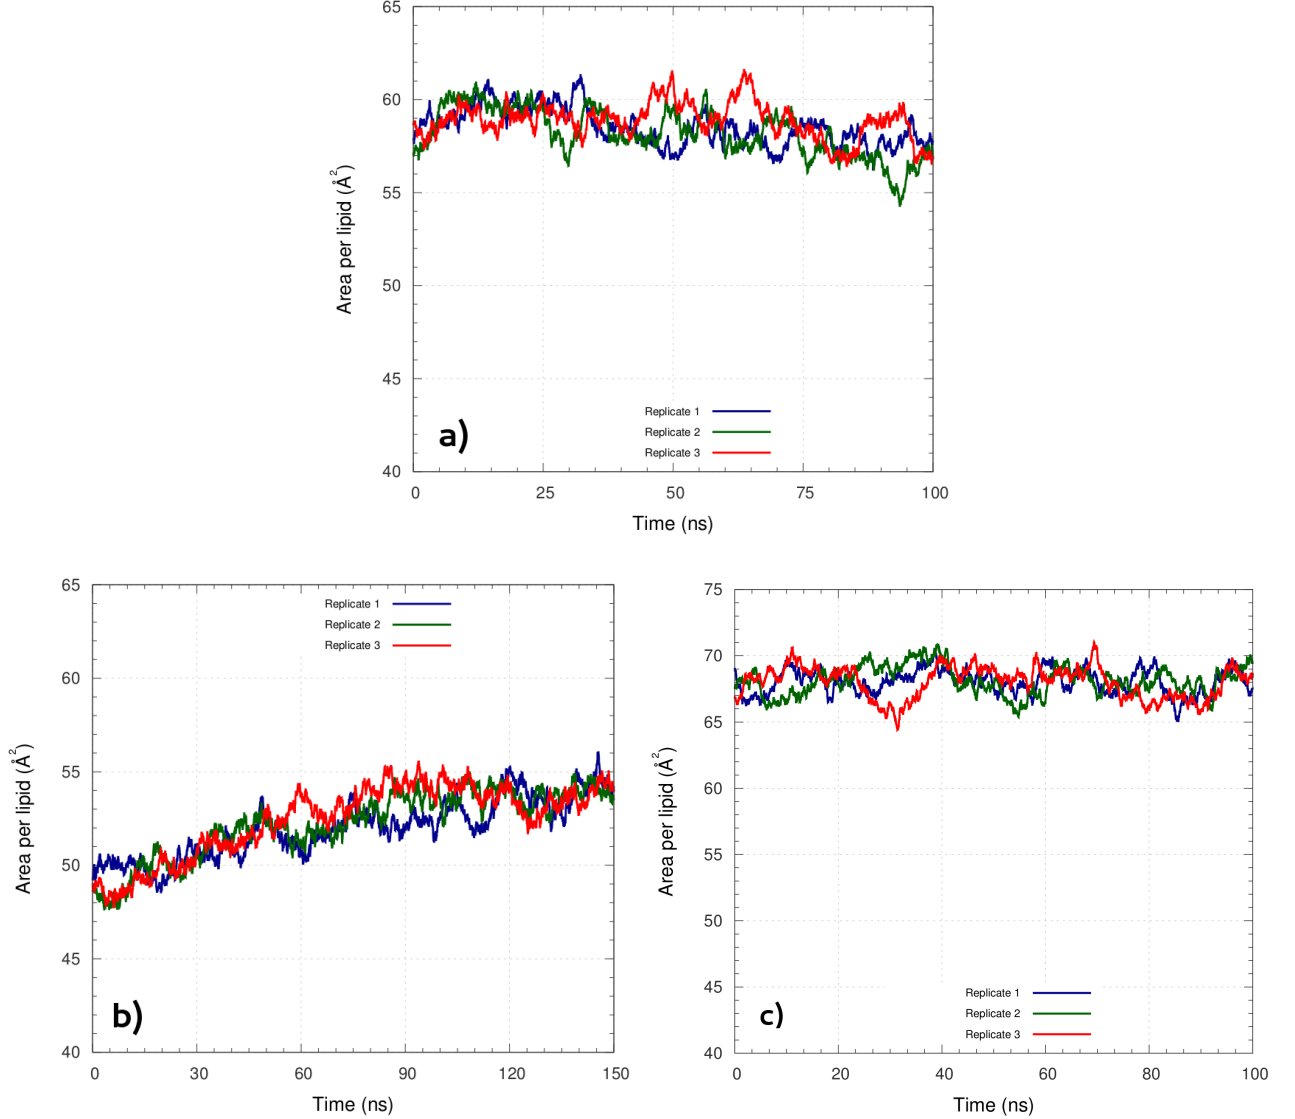 65
60
55
50
45
40
Area per lipid (Å²)
Replicate 1
Replicate 2
Replicate 3
a)
0 25 50 75 100
Time (ns)
65
60
55
50
45
40
Area per lipid (Å²)
Replicate 1
Replicate 2
Replicate 3
b)
0 30 60 90 120 150
Time (ns)
75
70
65
60
55
50
45
40
Area per lipid (Å²)
Replicate 1
Replicate 2
Replicate 3
c)
0 20 40 60 80 100
Time (ns)